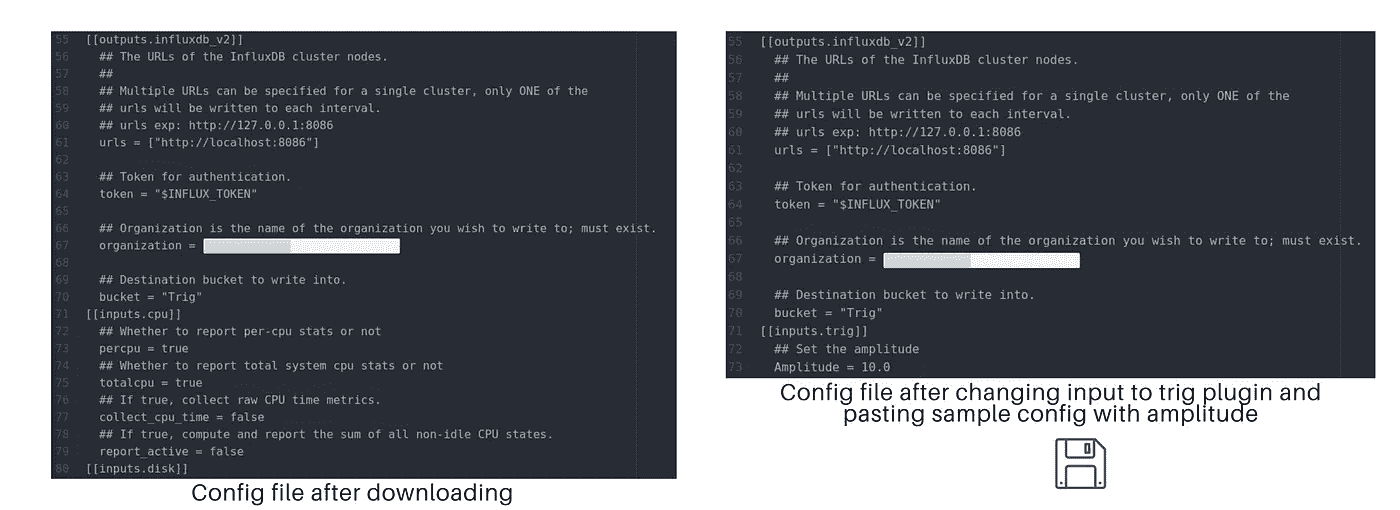 55 [[outputs.influxdb_v2]]
56 ## The URLs of the InfluxDB cluster nodes.
57 ##
58 ## Multiple URLs can be specified for a single cluster, only ONE of the
59 ## urls will be written to each interval.
60 ## urls exp: http://127.0.0.1:8086
61 urls = ["http://localhost:8086"]
62
63 ## Token for authentication.
64 token = "$INFLUX_TOKEN"
65
66 ## Organization is the name of the organization you wish to write to; must exist.
67 organization =
68
69 ## Destination bucket to write into.
70 bucket = "Trig"
71 [[inputs.cpu]]
72 ## Whether to report per-cpu stats or not
73 percpu = true
74 ## Whether to report total system cpu stats or not
75 totalcpu = true
76 ## If true, collect raw CPU time metrics.
77 collect_cpu_time = false
78 ## If true, compute and report the sum of all non-idle CPU states.
79 report_active = false
80 [[inputs.disk]]
Config file after downloading
55 [[outputs.influxdb_v2]]
56 ## The URLs of the InfluxDB cluster nodes.
57 ##
58 ## Multiple URLs can be specified for a single cluster, only ONE of the
59 ## urls will be written to each interval.
60 ## urls exp: http://127.0.0.1:8086
61 urls = ["http://localhost:8086"]
62
63 ## Token for authentication.
64 token = "$INFLUX_TOKEN"
65
66 ## Organization is the name of the organization you wish to write to; must exist.
67 organization =
68
69 ## Destination bucket to write into.
70 bucket = "Trig"
71 [[inputs.trig]]
72 ## Set the amplitude
73 Amplitude = 10.0
Config file after changing input to trig plugin and
pasting sample config with amplitude